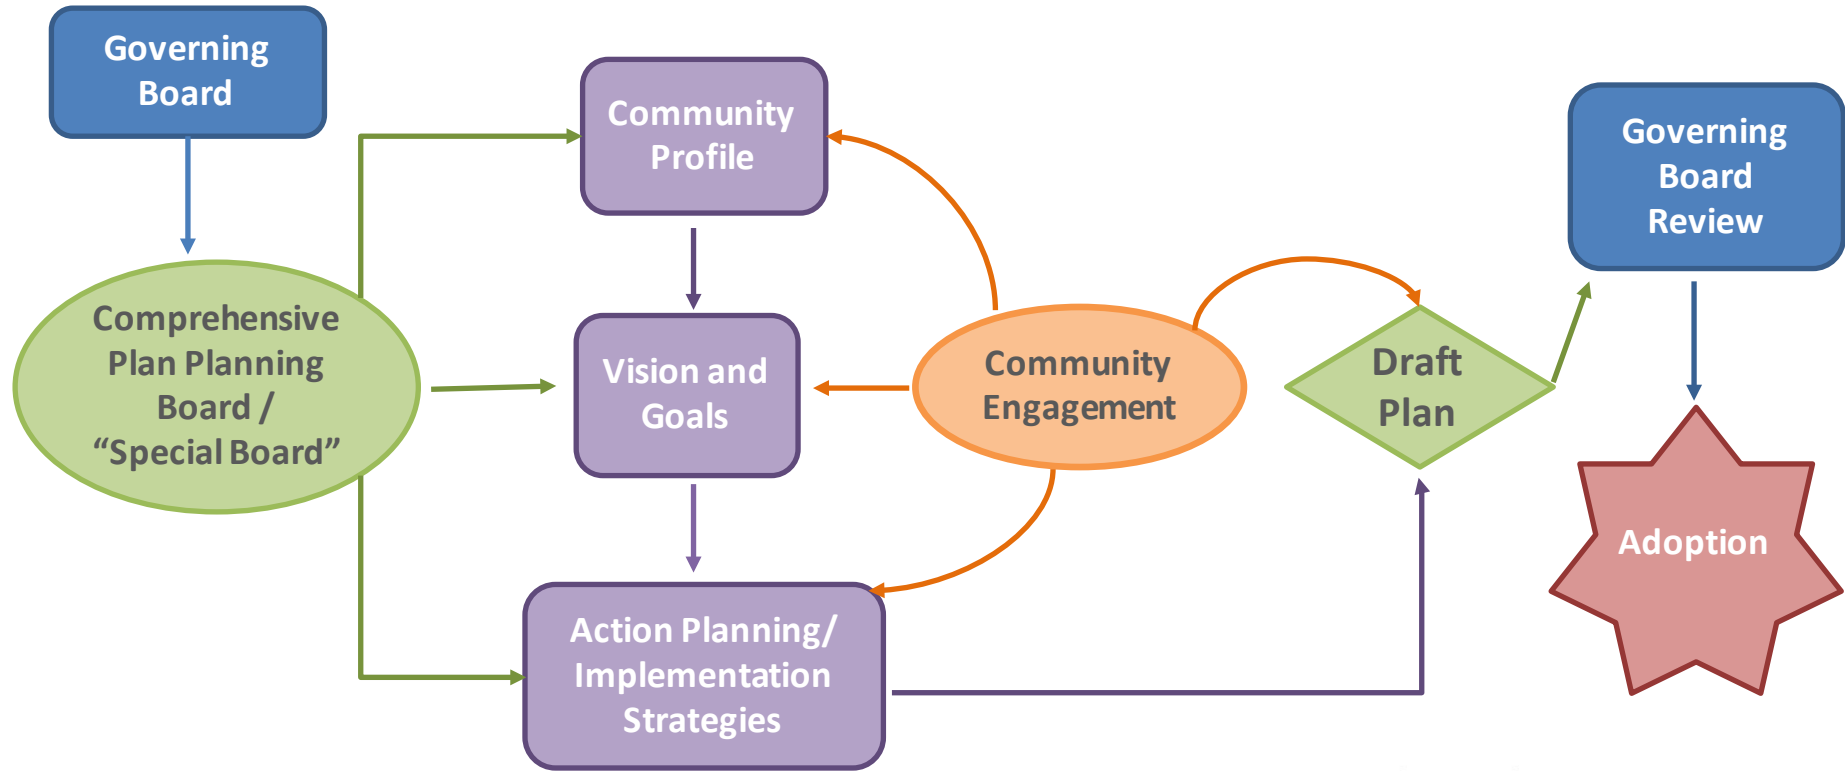 Governing
Board
Comprehensive
Plan Planning
Board /
“Special Board”
Community
Profile
Vision and
Goals
Action Planning/
Implementation
Strategies
Community
Engagement
Draft
Plan
Governing
Board
Review
Adoption